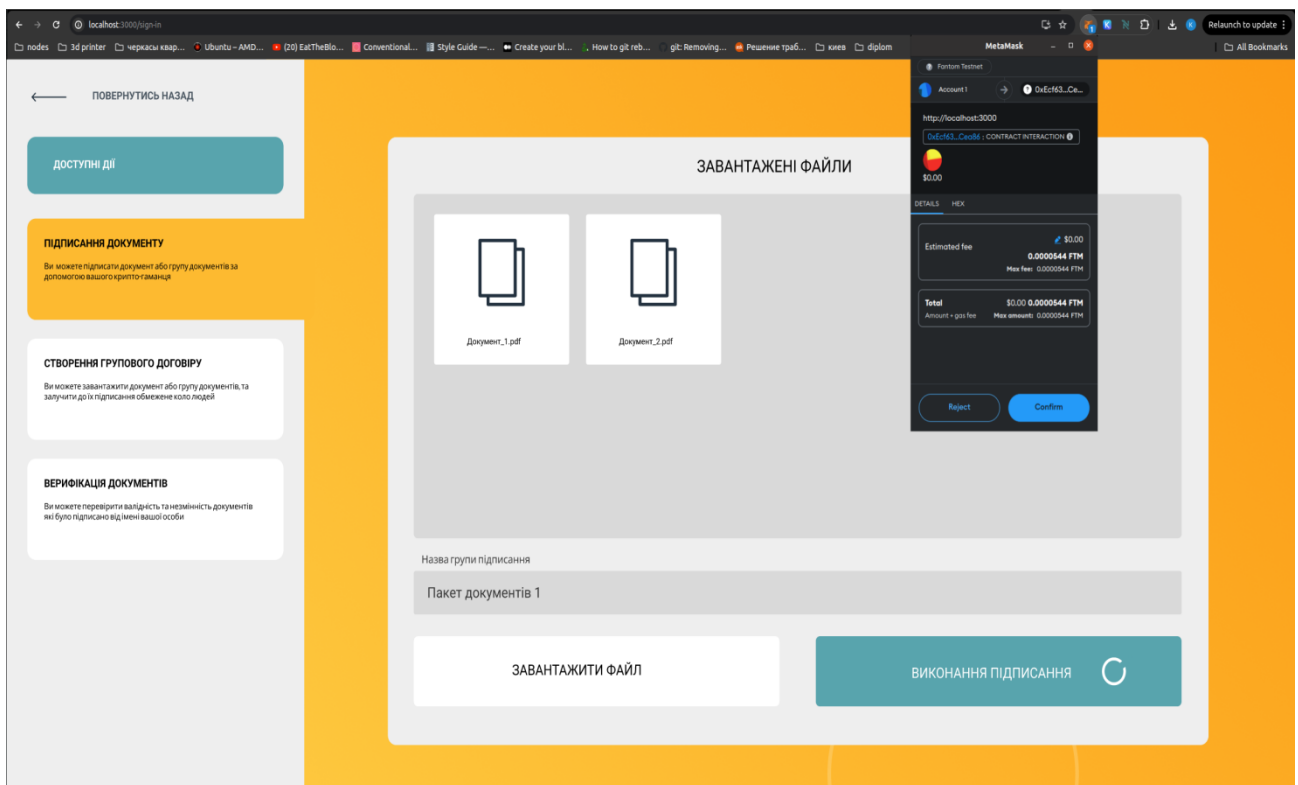 localhost:3000/sign-in
Relaunch to update
nodes 3d printer черкасы квар... Ubuntu – AMD... (20) EatTheBlo... Conventional... Style Guide —... Create your bl... How to git reb... git: Removing... Решение траб... киев diplom
All Bookmarks
MetaMask
Fantom Testnet
Account 1
0xEcf63...Ce...
http://localhost:3000
0xEcf63...Cea8d : CONTRACT INTERACTION
$0.00
DETAILS HEX
Estimated fee $0.00
0.0000544 FTM
Max fee: 0.0000544 FTM
Total $0.00 0.0000544 FTM
Amount + gas fee Max amount: 0.0000544 FTM
Reject Confirm
ПОВЕРНУТИСЬ НАЗАД
ДОСТУПНІ ДІЇ
ПІДПИСАННЯ ДОКУМЕНТУ
Ви можете підписати документ або групу документів за
допомогою вашого крипто-гаманця
СТВОРЕННЯ ГРУПОВОГО ДОГОВІРУ
Ви можете завантажити документ або групу документів, та
залучити до їх підписання обмежене коло людей
ВЕРИФІКАЦІЯ ДОКУМЕНТІВ
Ви можете перевірити валідність та незмінність документів
які було підписано від імені вашої особи
ЗАВАНТАЖЕНІ ФАЙЛИ
Документ_1.pdf
Документ_2.pdf
Назва групи підписання
Пакет документів 1
ЗАВАНТАЖИТИ ФАЙЛ
ВИКОНАННЯ ПІДПИСАННЯ